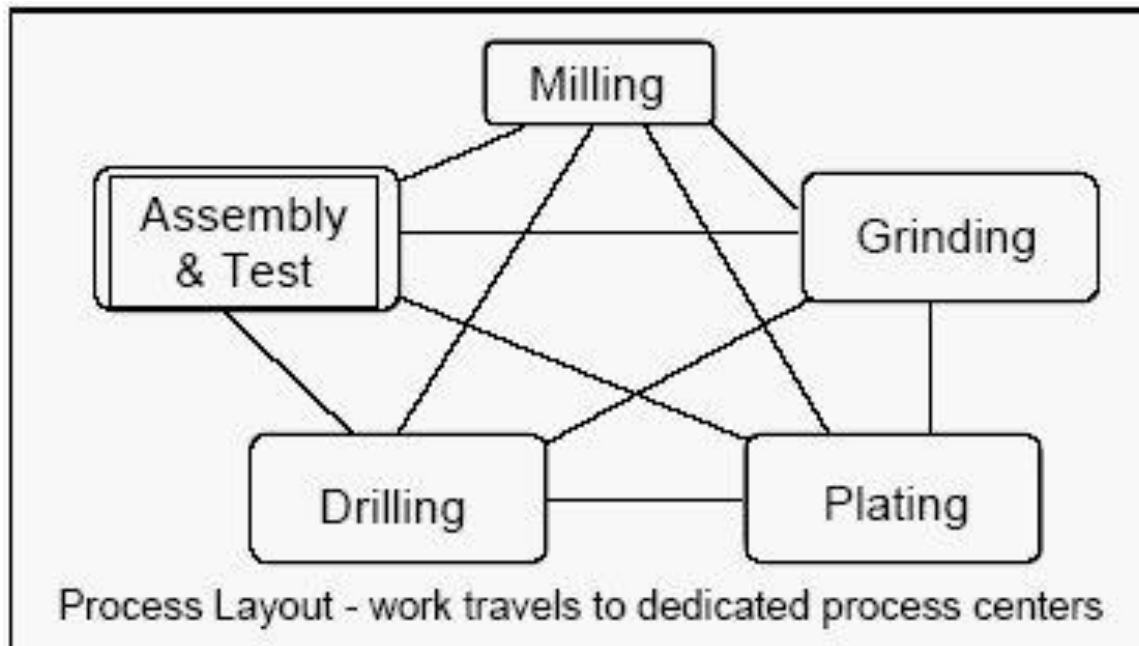 Milling
Assembly
& Test
Grinding
Drilling
Plating
Process Layout - work travels to dedicated process centers